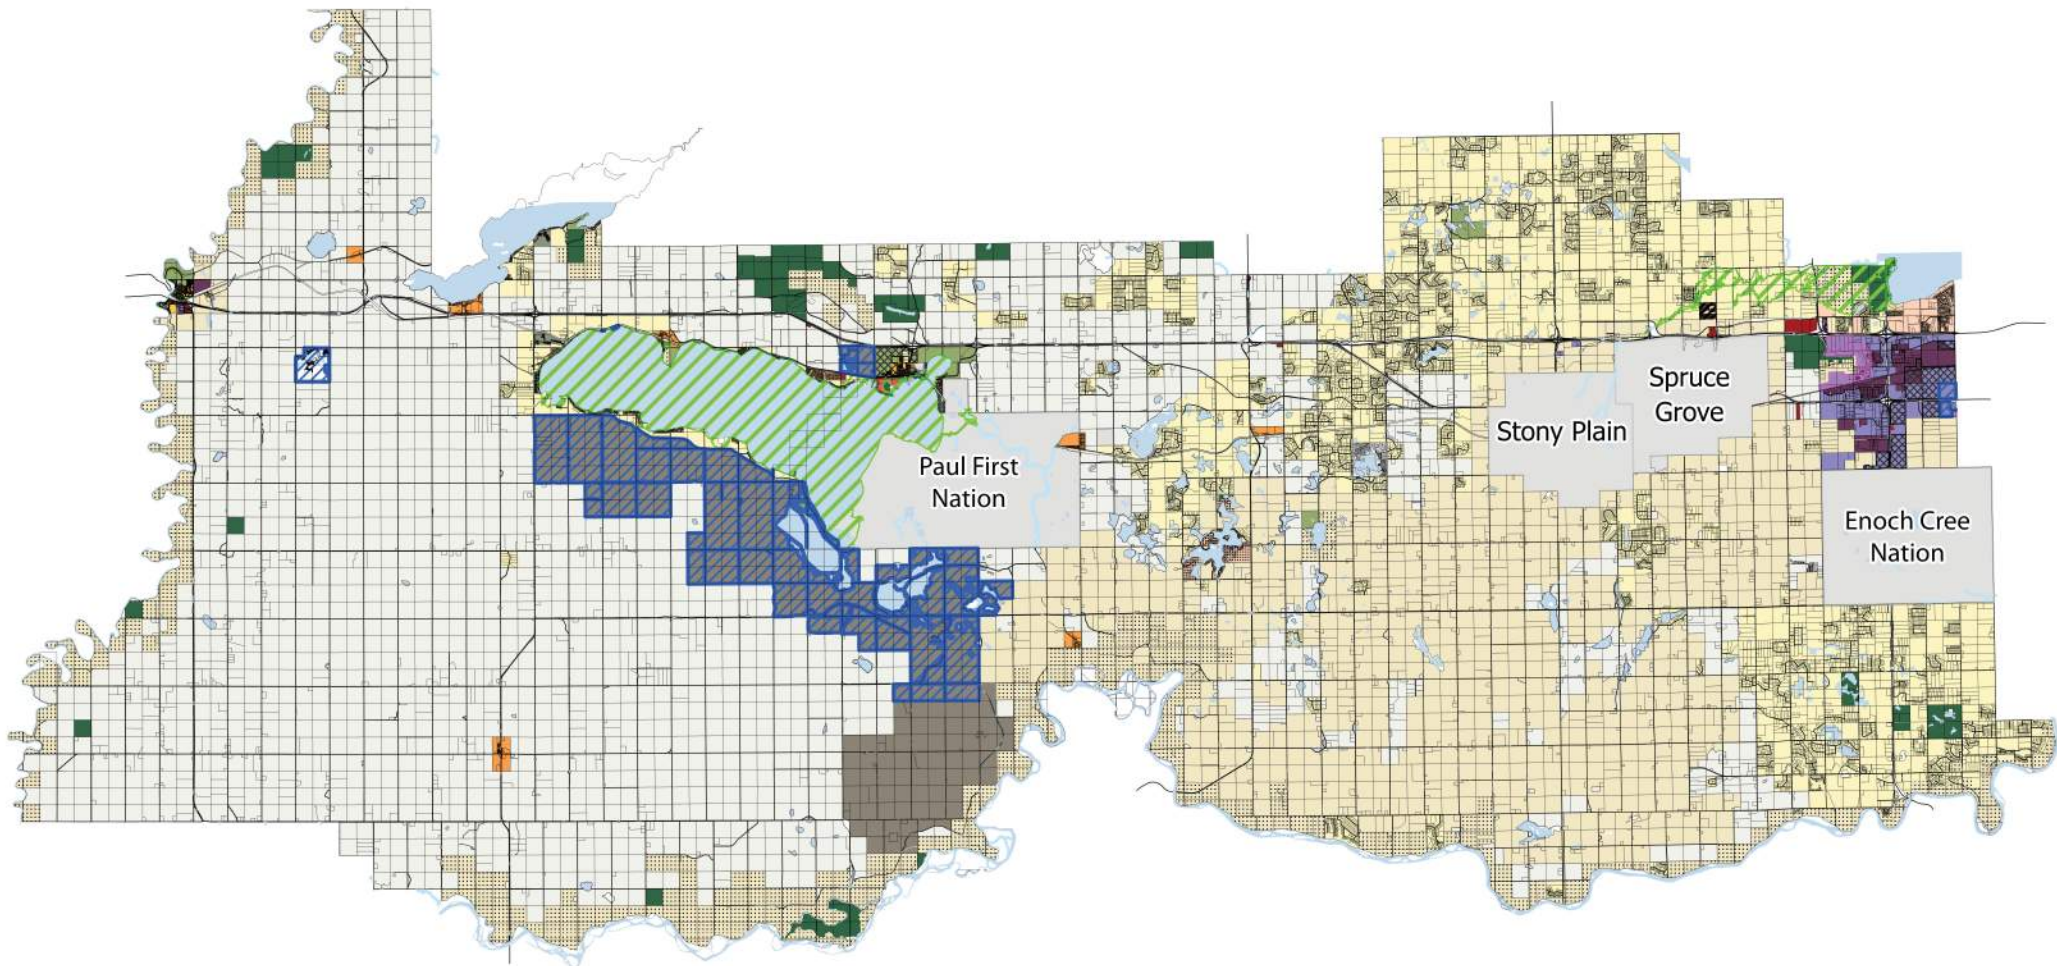 Spruce
Grove
Stony Plain
Paul First
Nation
Enoch Cree
Nation